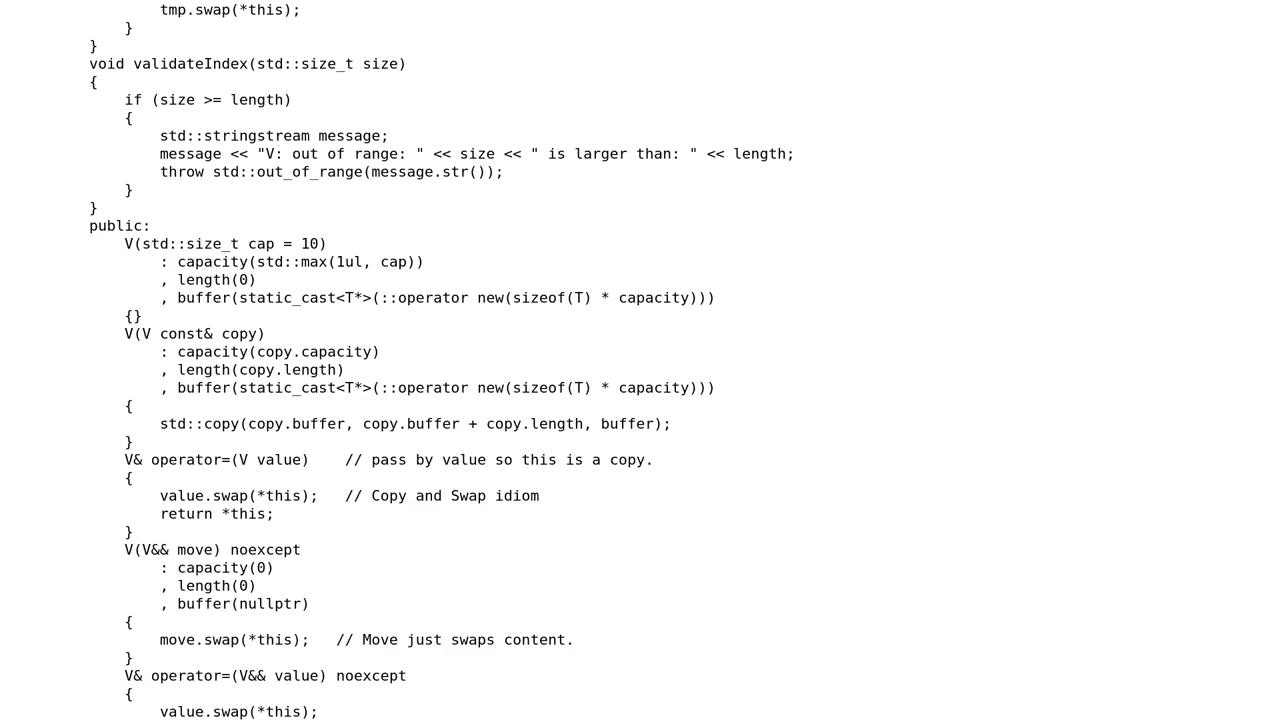 tmp.swap(*this);
}
}
void validateIndex(std::size_t size)
{
if (size >= length)
{
std::stringstream message;
message << "V: out of range: " << size << " is larger than: " << length;
throw std::out_of_range(message.str());
}
}
public:
V(std::size_t cap = 10)
: capacity(std::max(1ul, cap))
, length(0)
, buffer(static_cast<T*>(::operator new(sizeof(T) * capacity)))
{}
V(V const& copy)
: capacity(copy.capacity)
, length(copy.length)
, buffer(static_cast<T*>(::operator new(sizeof(T) * capacity)))
{
std::copy(copy.buffer, copy.buffer + copy.length, buffer);
}
V& operator=(V value)    // pass by value so this is a copy.
{
value.swap(*this);   // Copy and Swap idiom
return *this;
}
V(V&& move) noexcept
: capacity(0)
, length(0)
, buffer(nullptr)
{
move.swap(*this);   // Move just swaps content.
}
V& operator=(V&& value) noexcept
{
value.swap(*this);